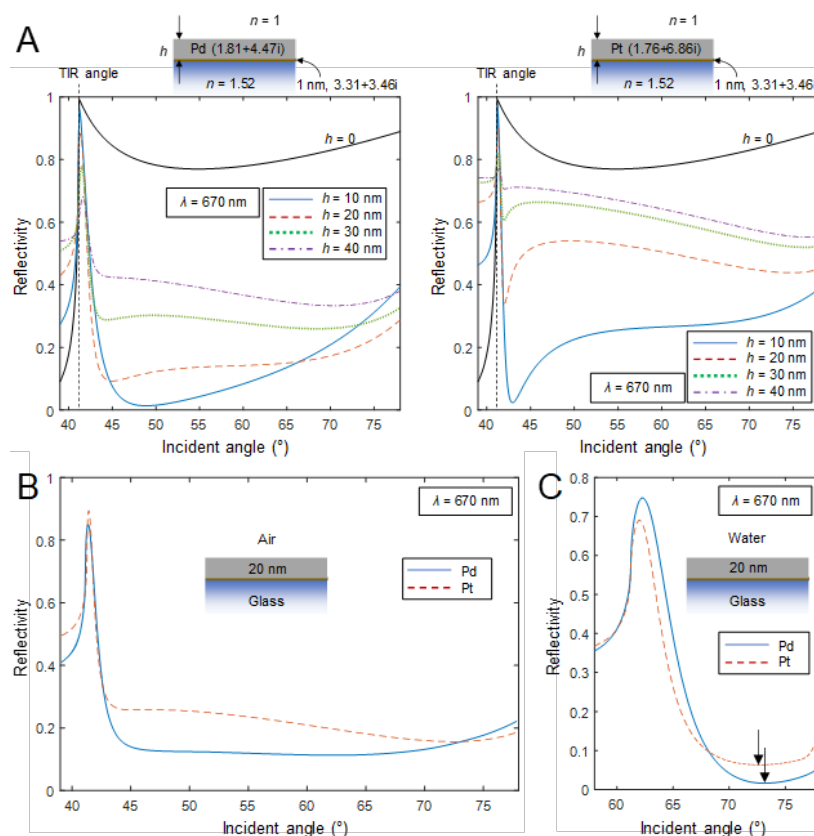 A
n = 1
h
Pd (1.81+4.47i)
TIR angle
n = 1.52
1 nm, 3.31+3.46i
Reflectivity
1
0.8
0.6
0.4
0.2
0
h = 0
λ = 670 nm
h = 10 nm
h = 20 nm
h = 30 nm
h = 40 nm
40 45 50 55 60 65 70 75
Incident angle (°)
n = 1
h
Pt (1.76+6.86i)
TIR angle
n = 1.52
1 nm, 3.31+3.46i
Reflectivity
1
0.8
0.6
0.4
0.2
0
h = 0
h = 10 nm
h = 20 nm
h = 30 nm
h = 40 nm
λ = 670 nm
40 45 50 55 60 65 70 75
Incident angle (°)
B
λ = 670 nm
Air
20 nm
Glass
Pd
Pt
Reflectivity
1
0.8
0.6
0.4
0.2
0
40 45 50 55 60 65 70 75
Incident angle (°)
C
λ = 670 nm
Water
20 nm
Glass
Pd
Pt
Reflectivity
0.8
0.7
0.6
0.5
0.4
0.3
0.2
0.1
0
60 65 70 75
Incident angle (°)